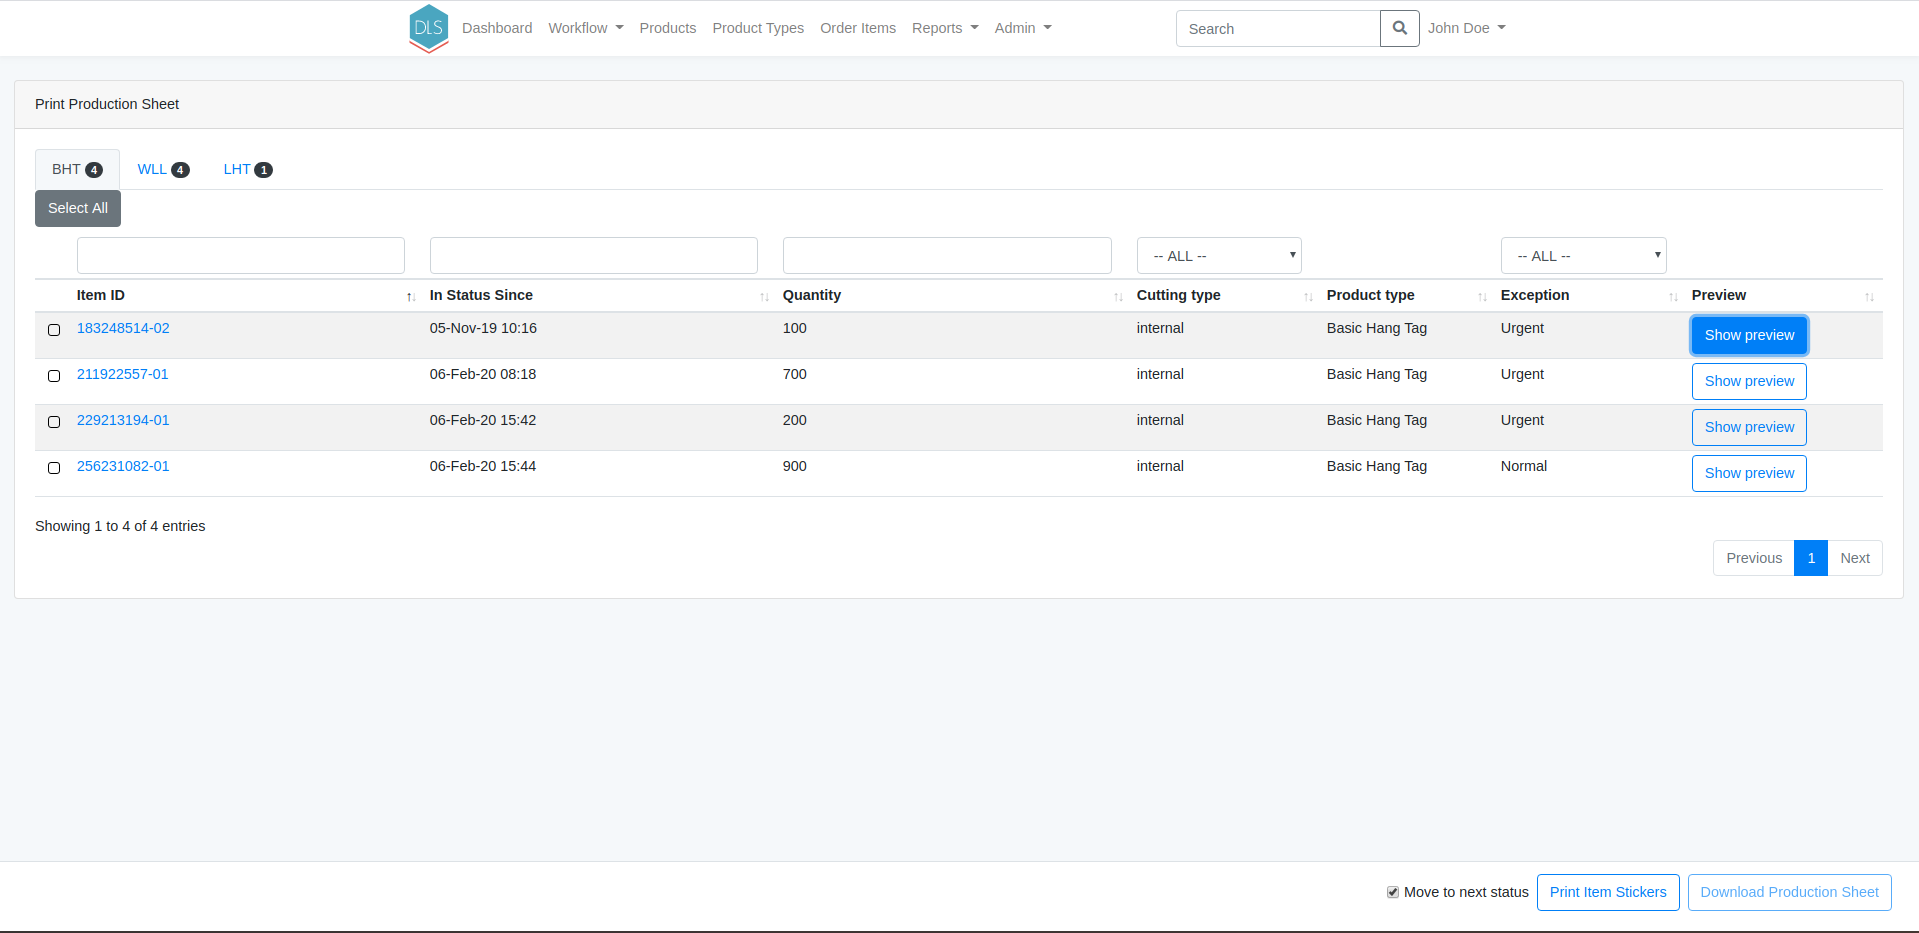 DLS Dashboard Workflow Products Product Types Order Items Reports Admin Search John Doe
Print Production Sheet
BHT 4 WLL 4 LHT 1
Select All
-- ALL -- -- ALL --
Item ID In Status Since Quantity Cutting type Product type Exception Preview
183248514-02 05-Nov-19 10:16 100 internal Basic Hang Tag Urgent Show preview
211922557-01 06-Feb-20 08:18 700 internal Basic Hang Tag Urgent Show preview
229213194-01 06-Feb-20 15:42 200 internal Basic Hang Tag Urgent Show preview
256231082-01 06-Feb-20 15:44 900 internal Basic Hang Tag Normal Show preview
Showing 1 to 4 of 4 entries
Previous 1 Next
Move to next status Print Item Stickers Download Production Sheet